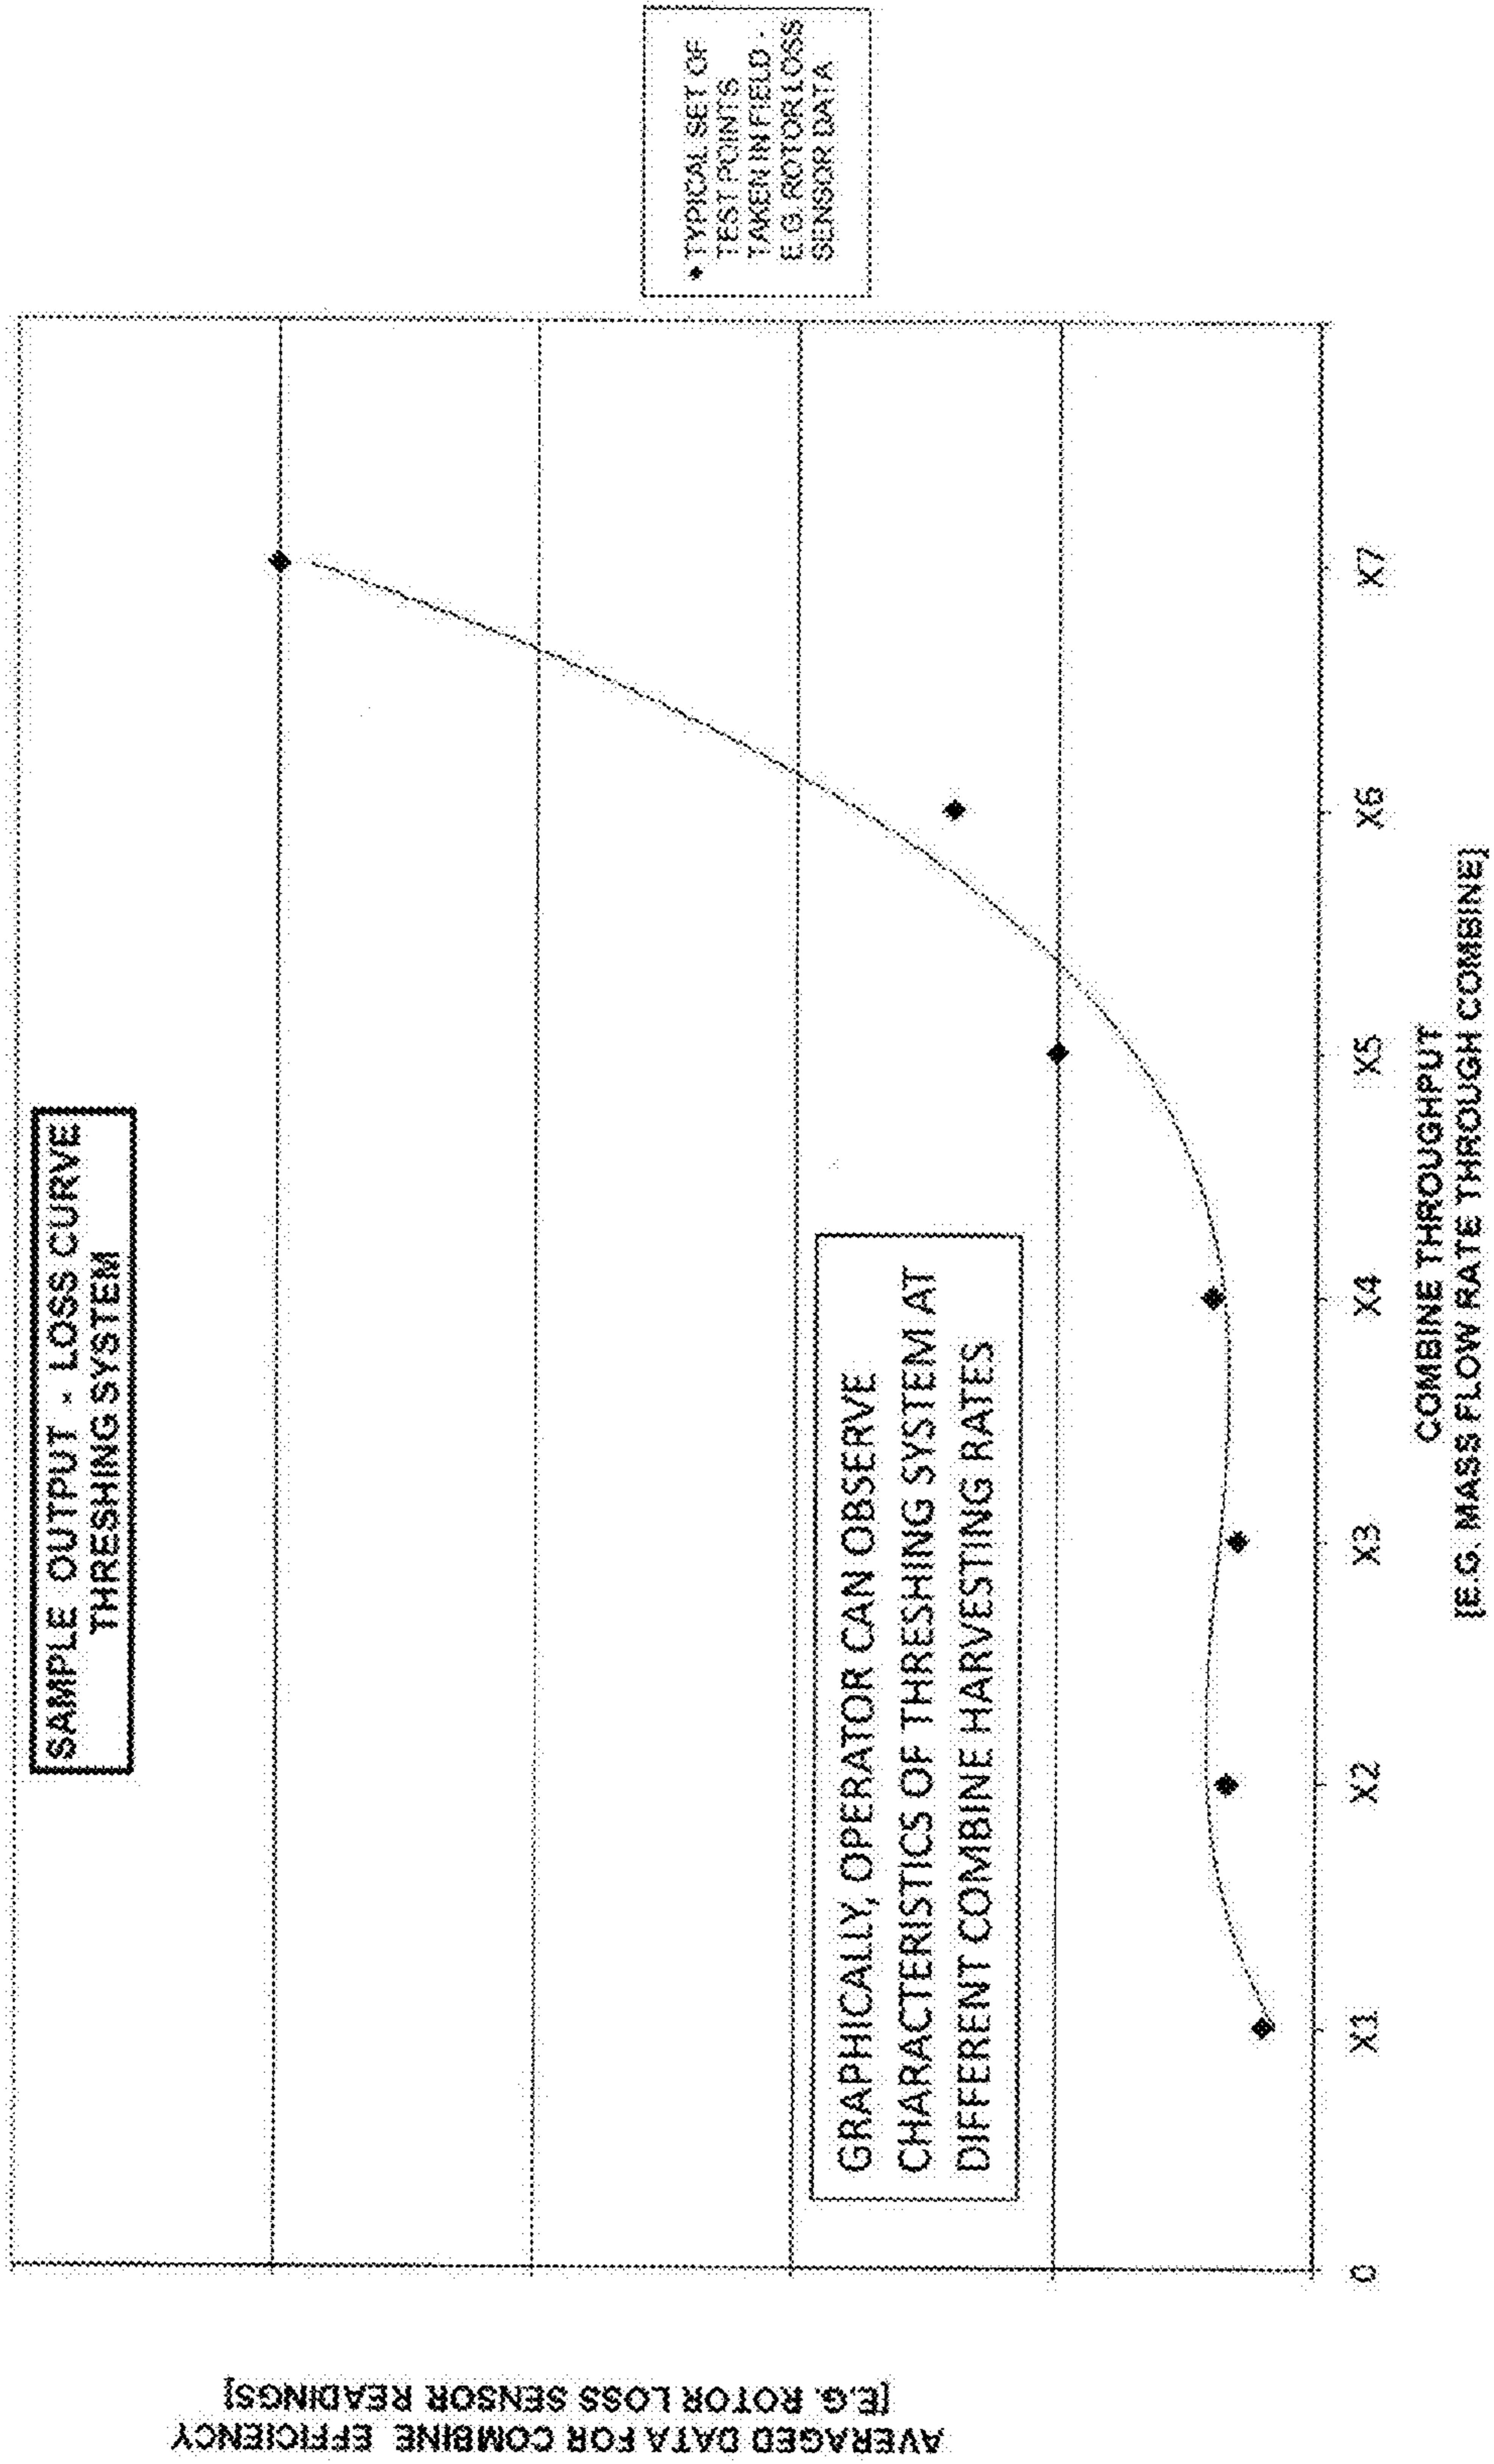 SAMPLE OUTPUT - LOSS CURVE
THRESHING SYSTEM
AVERAGED DATA FOR COMBINE EFFICIENCY
[E.G. ROTOR LOSS SENSOR READINGS]
GRAPHICALLY, OPERATOR CAN OBSERVE
CHARACTERISTICS OF THRESHING SYSTEM AT
DIFFERENT COMBINE HARVESTING RATES
TYPICAL SET OF
TEST POINTS
TAKEN IN FIELD -
E.G. ROTOR LOSS
SENSOR DATA
0 X1 X2 X3 X4 X5 X6 X7
COMBINE THROUGHPUT
[E.G. MASS FLOW RATE THROUGH COMBINE]